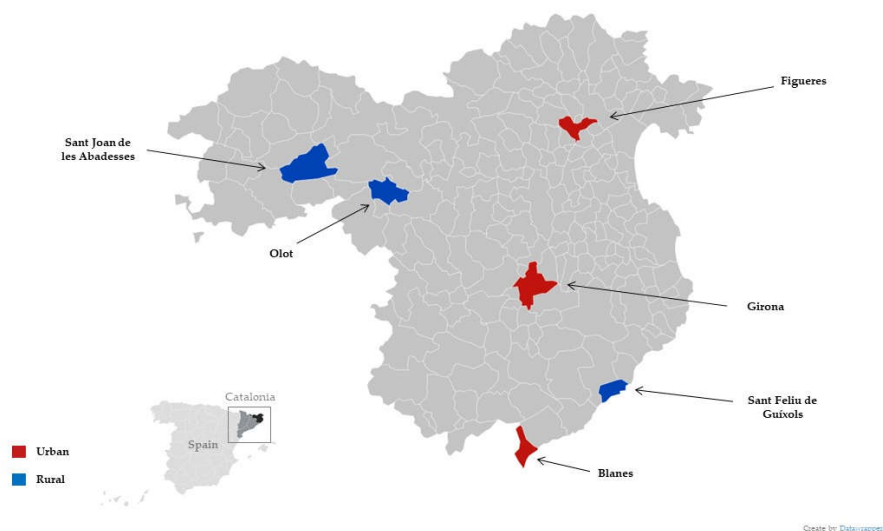 Figueres
Sant Joan de
les Abadesses
Olot
Girona
Catalonia
Sant Feliu de
Guíxols
Spain
Urban
Rural
Blanes
Create by Datawrapper